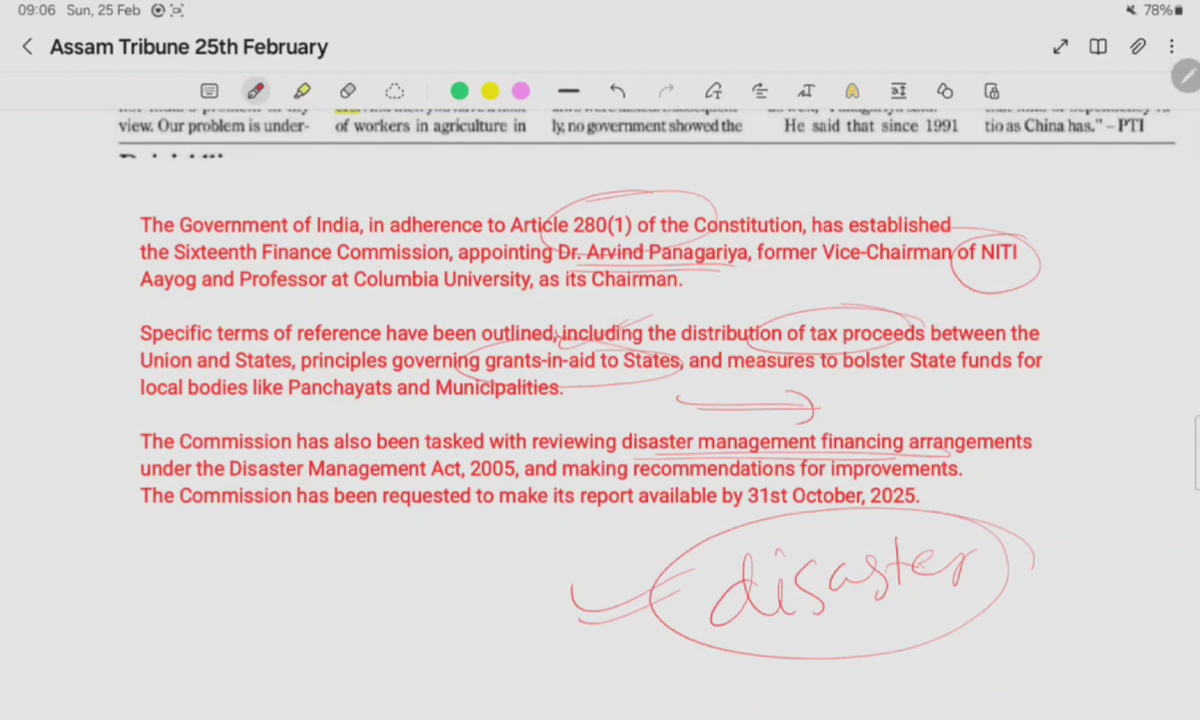 09:06 Sun, 25 Feb
78%
Assam Tribune 25th February
view. Our problem is under-
of workers in agriculture in
ly, no government showed the
He said that since 1991
tio as China has." – PTI
The Government of India, in adherence to Article 280(1) of the Constitution, has established
the Sixteenth Finance Commission, appointing Dr. Arvind Panagariya, former Vice-Chairman of NITI
Aayog and Professor at Columbia University, as its Chairman.
Specific terms of reference have been outlined, including the distribution of tax proceeds between the
Union and States, principles governing grants-in-aid to States, and measures to bolster State funds for
local bodies like Panchayats and Municipalities.
The Commission has also been tasked with reviewing disaster management financing arrangements
under the Disaster Management Act, 2005, and making recommendations for improvements.
The Commission has been requested to make its report available by 31st October, 2025.
disaster